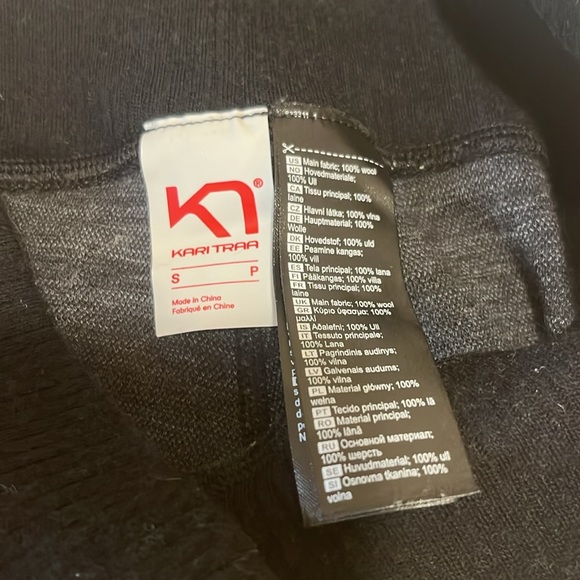 KARI TRAA
S P
Made in China
Fabriqué en Chine
US Main fabric; 100% wool
NO Hovedmateriale;
100% Ull
CA Tissu principal; 100%
laine
CZ Hlavní látka; 100% vlna
DE Hauptmaterial; 100%
Wolle
DK Hovedstof; 100% uld
EE Peamine kangas;
100% vill
ES Tela principal; 100% lana
FI Pääkangas; 100% villa
FR Tissu principal; 100%
laine
UK Main fabric; 100% wool
GR Κύριο ύφασμα; 100%
μαλλί
IS Aðalefni; 100% Ull
IT Tessuto principale;
100% Lana
LT Pagrindinis audinys;
100% vilna
LV Galvenais audums;
100% vilna
PL Materiał główny; 100%
wełna
PT Tecido principal; 100% lã
RO Material principal;
100% lână
RU Основной материал;
100% шерсть
SE Huvudmaterial; 100% ull
SI Osnovna tkanina; 100%
volna